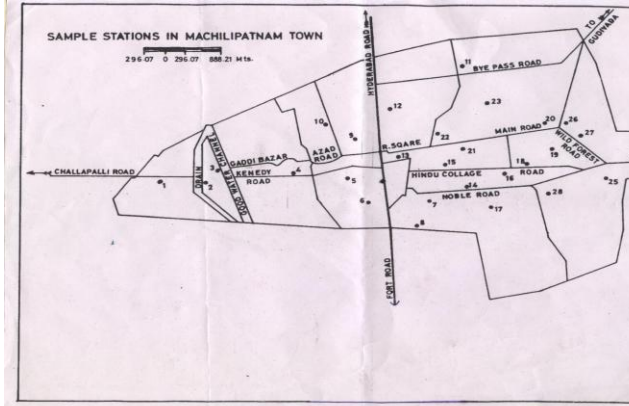 SAMPLE STATIONS IN MACHILIPATNAM TOWN
296.07 0 296.07 888.21 Mts.
TO
GUDIVADA
HYDERABAD ROAD
11
BYE PASS ROAD
12
23
10
9
AZAD
ROAD
R.SQARE
22
MAIN ROAD
20
26
27
WILD FOREST
ROAD
13
21
19
15
18
CHALLAPALLI ROAD
DRAIN
3
GOOD WATER CHANNEL
GADDI BAZAR
KENEDY
ROAD
4
5
HINDU COLLAGE
ROAD
16
1
2
14
NOBLE ROAD
28
25
6
7
17
8
FORT ROAD